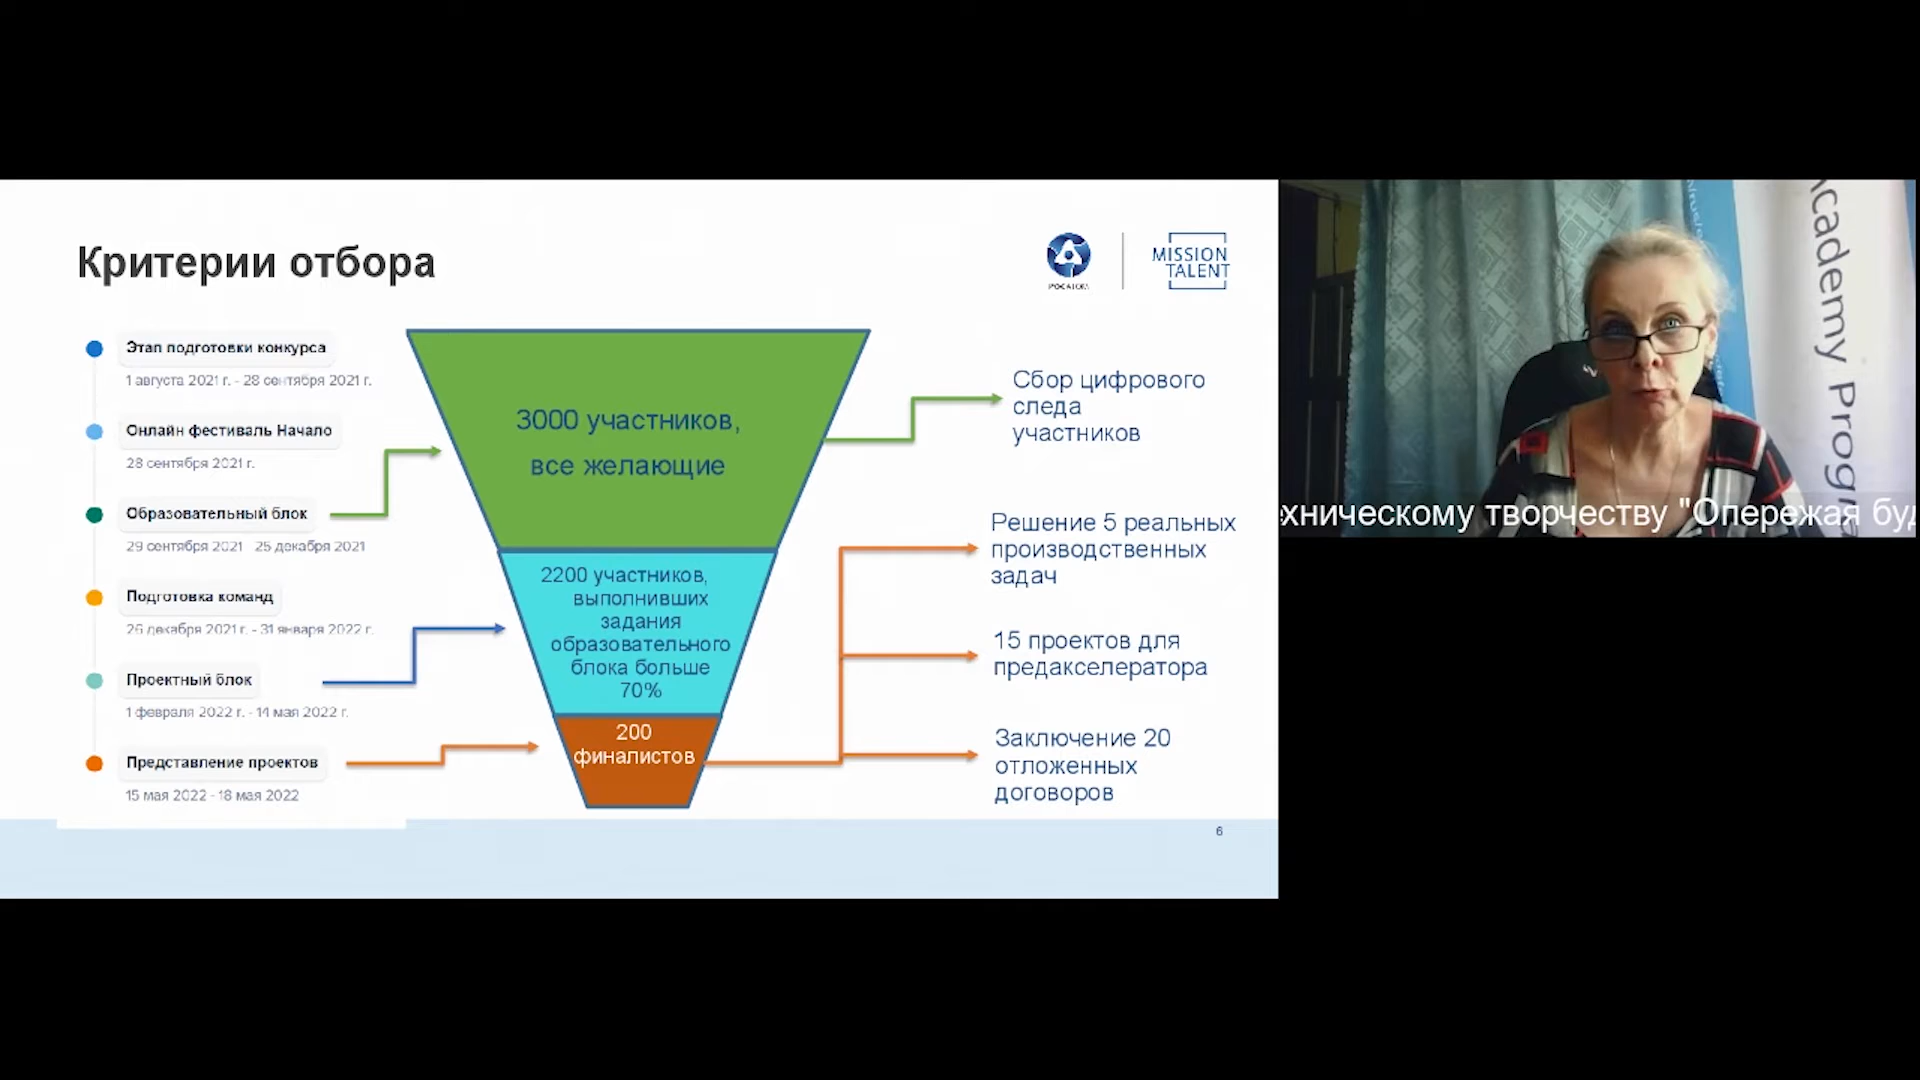 Критерии отбора
РОСАТОМ
MISSION
TALENT
Этап подготовки конкурса
1 августа 2021 г. - 28 сентября 2021 г.
Онлайн фестиваль Начало
28 сентября 2021 г.
Образовательный блок
29 сентября 2021 25 декабря 2021
Подготовка команд
26 декабря 2021 г. - 31 января 2022 г.
Проектный блок
1 февраля 2022 г. - 14 мая 2022 г.
Представление проектов
15 мая 2022 - 18 мая 2022
3000 участников,
все желающие
2200 участников,
выполнивших
задания
образовательного
блока больше
70%
200
финалистов
Сбор цифрового
следа
участников
Решение 5 реальных
производственных
задач
15 проектов для
предакселератора
Заключение 20
отложенных
договоров
6
Academy Progr
хническому творчеству "Опережая буд